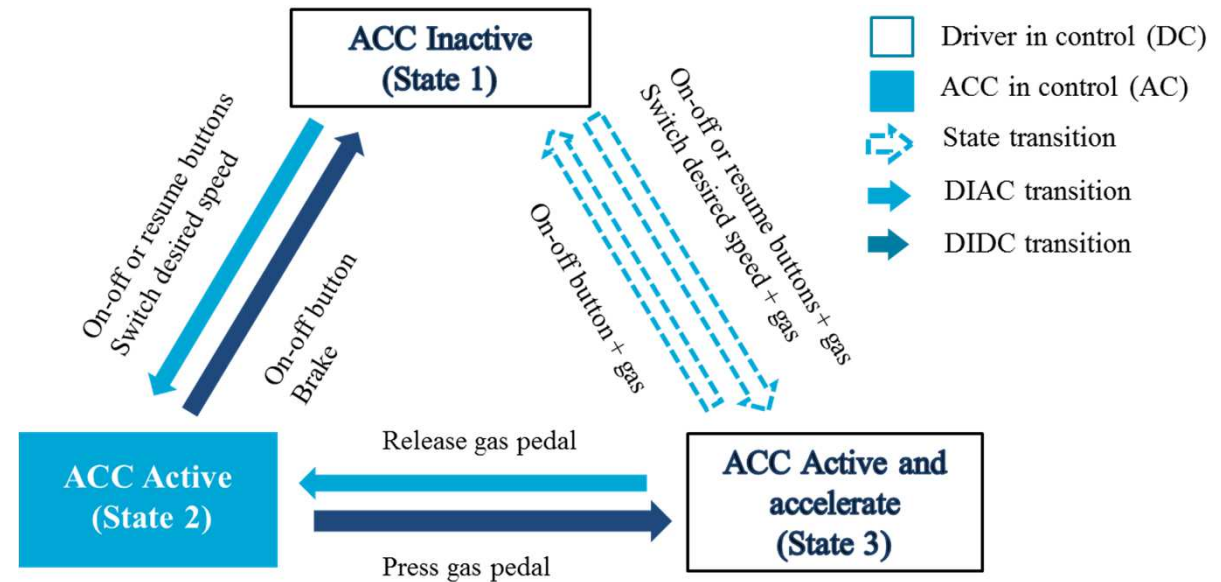 ACC Inactive
(State 1)
Driver in control (DC)
ACC in control (AC)
State transition
DIAC transition
DIDC transition
On-off or resume buttons
Switch desired speed
On-off button
Brake
On-off button + gas
On-off or resume buttons + gas
Switch desired speed + gas
ACC Active
(State 2)
Release gas pedal
Press gas pedal
ACC Active and
accelerate
(State 3)